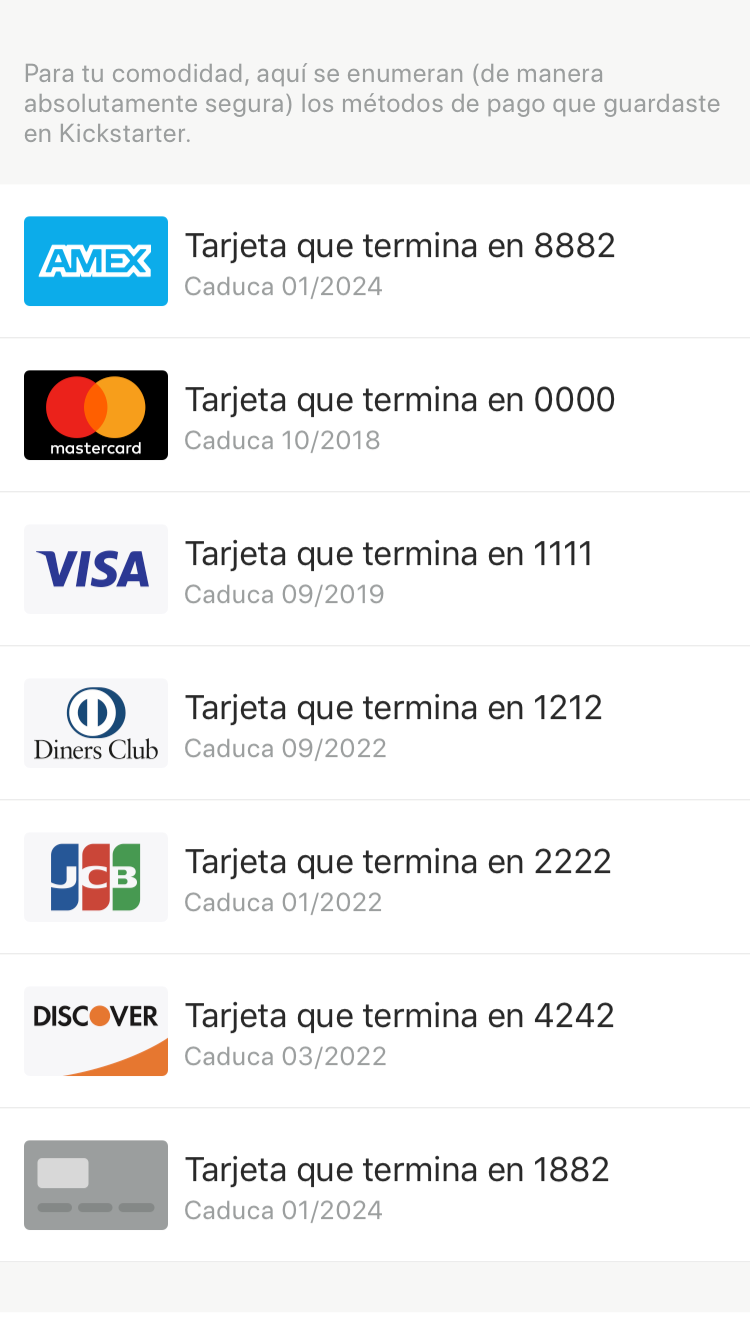 Para tu comodidad, aquí se enumeran (de manera
absolutamente segura) los métodos de pago que guardaste
en Kickstarter.
AMEX
Tarjeta que termina en 8882
Caduca 01/2024
mastercard
Tarjeta que termina en 0000
Caduca 10/2018
VISA
Tarjeta que termina en 1111
Caduca 09/2019
Diners Club
Tarjeta que termina en 1212
Caduca 09/2022
JCB
Tarjeta que termina en 2222
Caduca 01/2022
DISCOVER
Tarjeta que termina en 4242
Caduca 03/2022
Tarjeta que termina en 1882
Caduca 01/2024